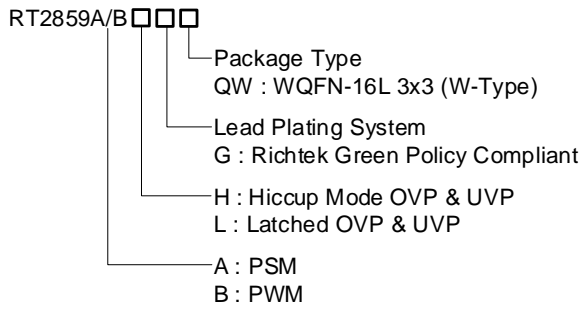 RT2859A/B
Package Type
QW : WQFN-16L 3x3 (W-Type)
Lead Plating System
G : Richtek Green Policy Compliant
H : Hiccup Mode OVP & UVP
L : Latched OVP & UVP
A : PSM
B : PWM